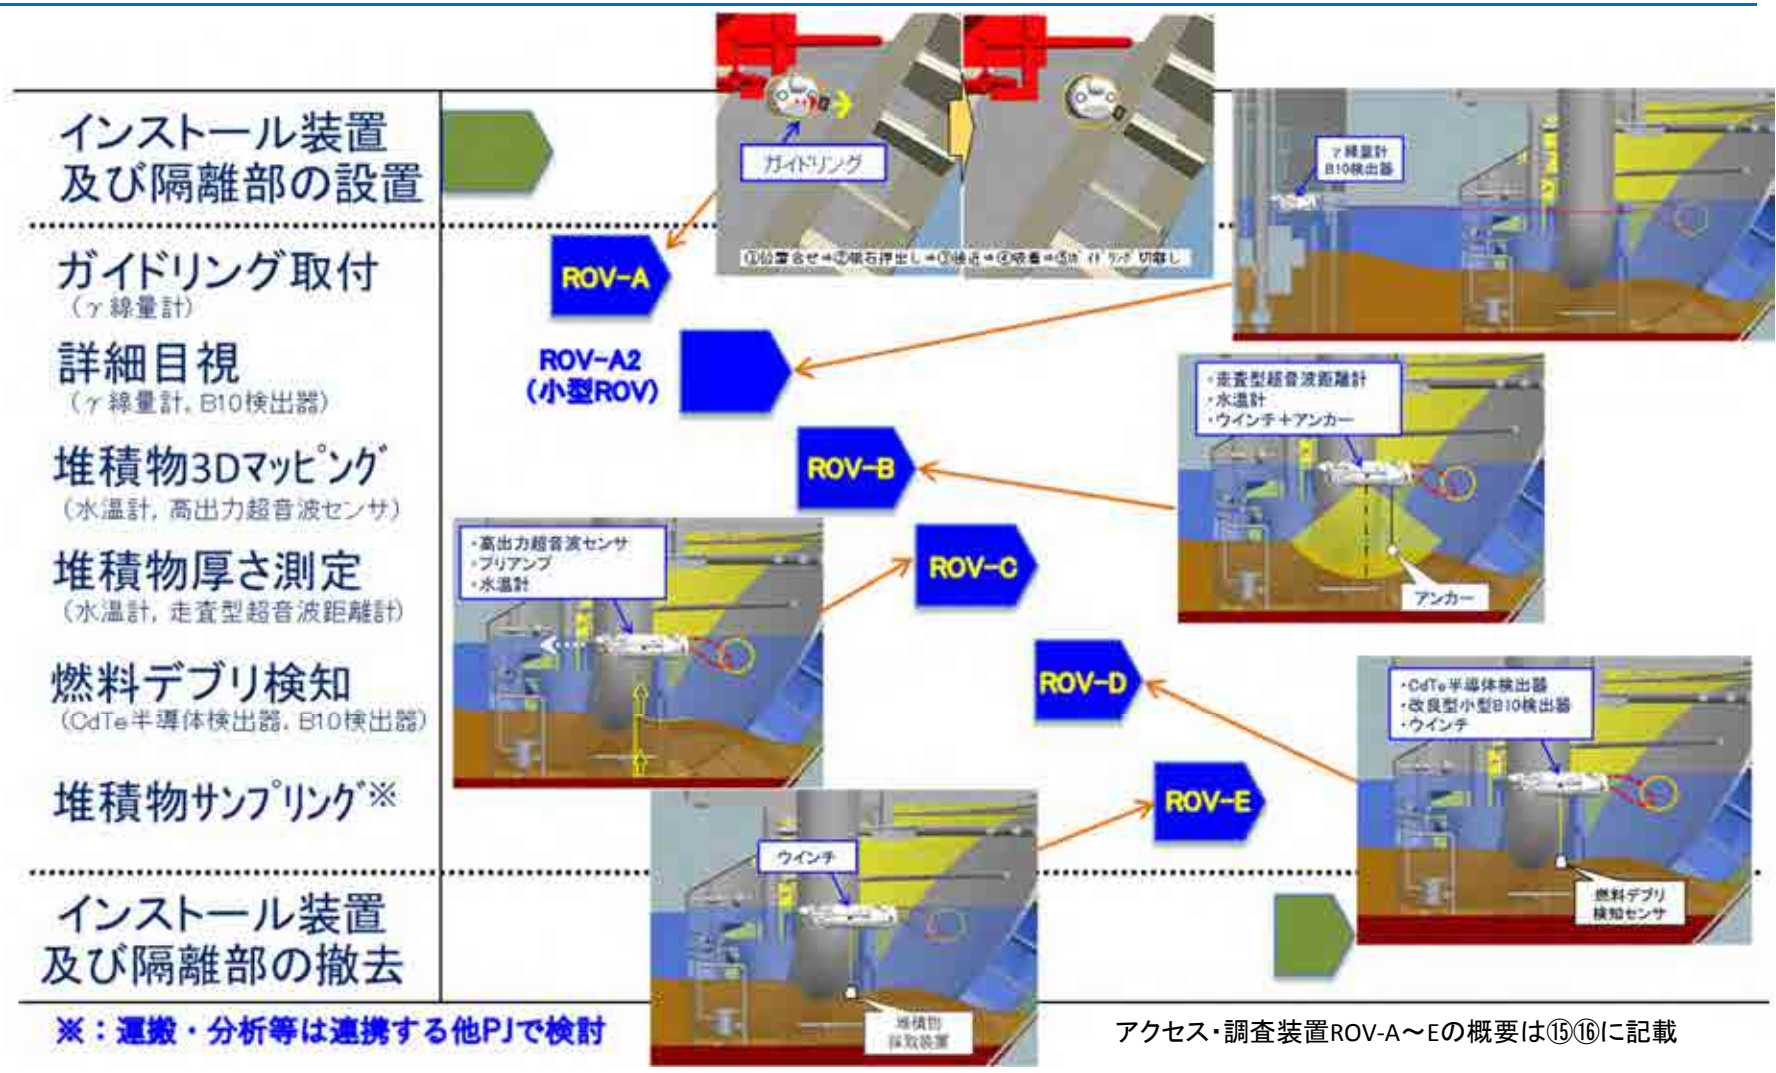 インストール装置
及び隔離部の設置
ガイドリング取付
(γ線量計)
詳細目視
(γ線量計, B10検出器)
堆積物3Dマッピング
(水温計, 高出力超音波センサ)
堆積物厚さ測定
(水温計, 走査型超音波距離計)
燃料デブリ検知
(CdTe半導体検出器, B10検出器)
堆積物サンプリング※
インストール装置
及び隔離部の撤去
ガイドリング
①位置合せ⇒②磁石押出し⇒③接近⇒④吸着⇒⑤ガイドリング切離し
γ線量計
B10検出器
ROV-A
ROV-A2
(小型ROV)
・走査型超音波距離計
・水温計
・ウインチ+アンカー
アンカー
ROV-B
・高出力超音波センサ
・プリアンプ
・水温計
ROV-C
ROV-D
・CdTe半導体検出器
・改良型小型B10検出器
・ウインチ
燃料デブリ
検知センサ
ROV-E
ウインチ
堆積物
採取装置
※：運搬・分析等は連携する他PJで検討
アクセス・調査装置ROV-A～Eの概要は⑮⑯に記載